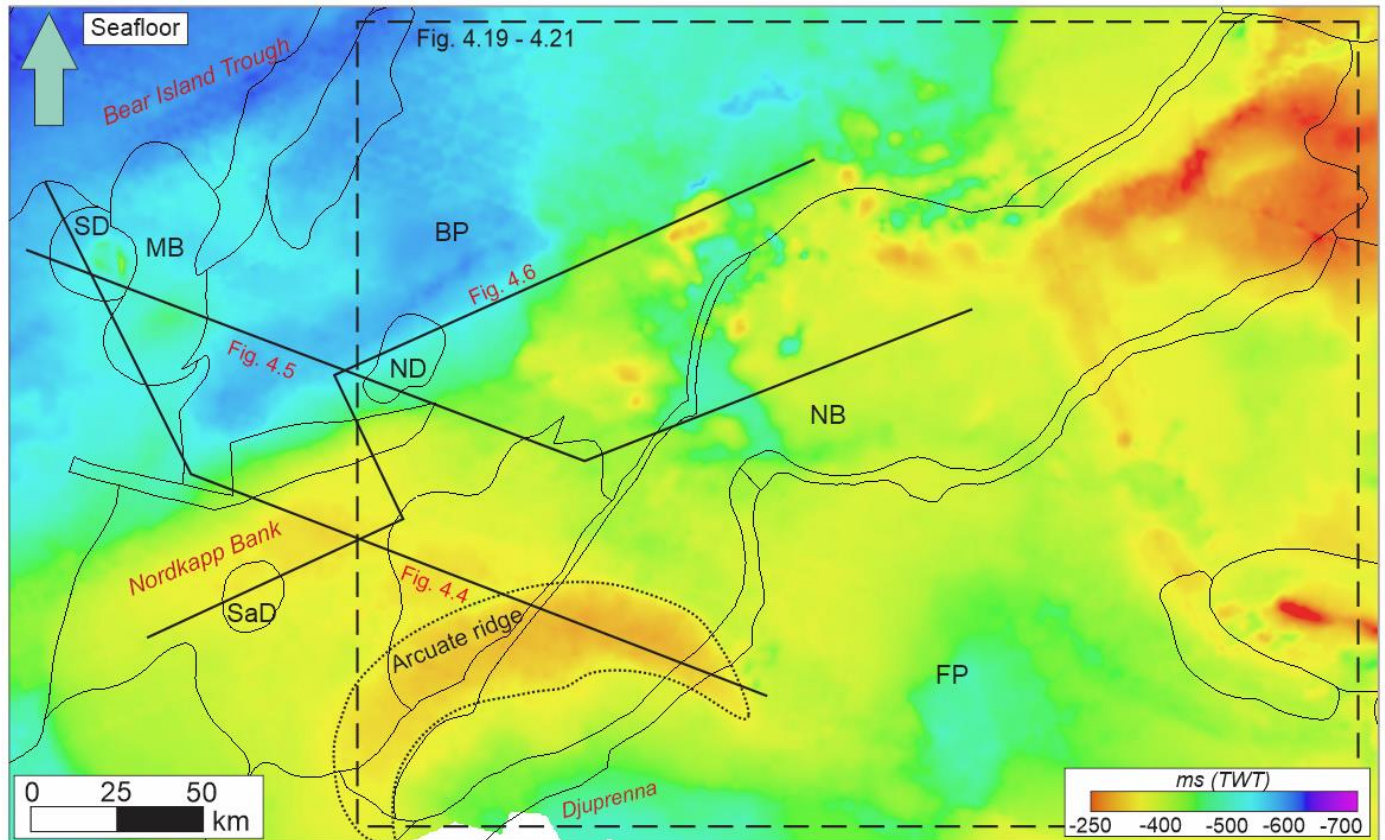 Seafloor
Fig. 4.19 - 4.21
Bear Island Trough
SD
MB
BP
Fig. 4.6
Fig. 4.5
ND
NB
Nordkapp Bank
Fig. 4.4
SaD
Arcuate ridge
FP
Djuprenna
0 25 50
km
ms (TWT)
-250 -400 -500 -600 -700